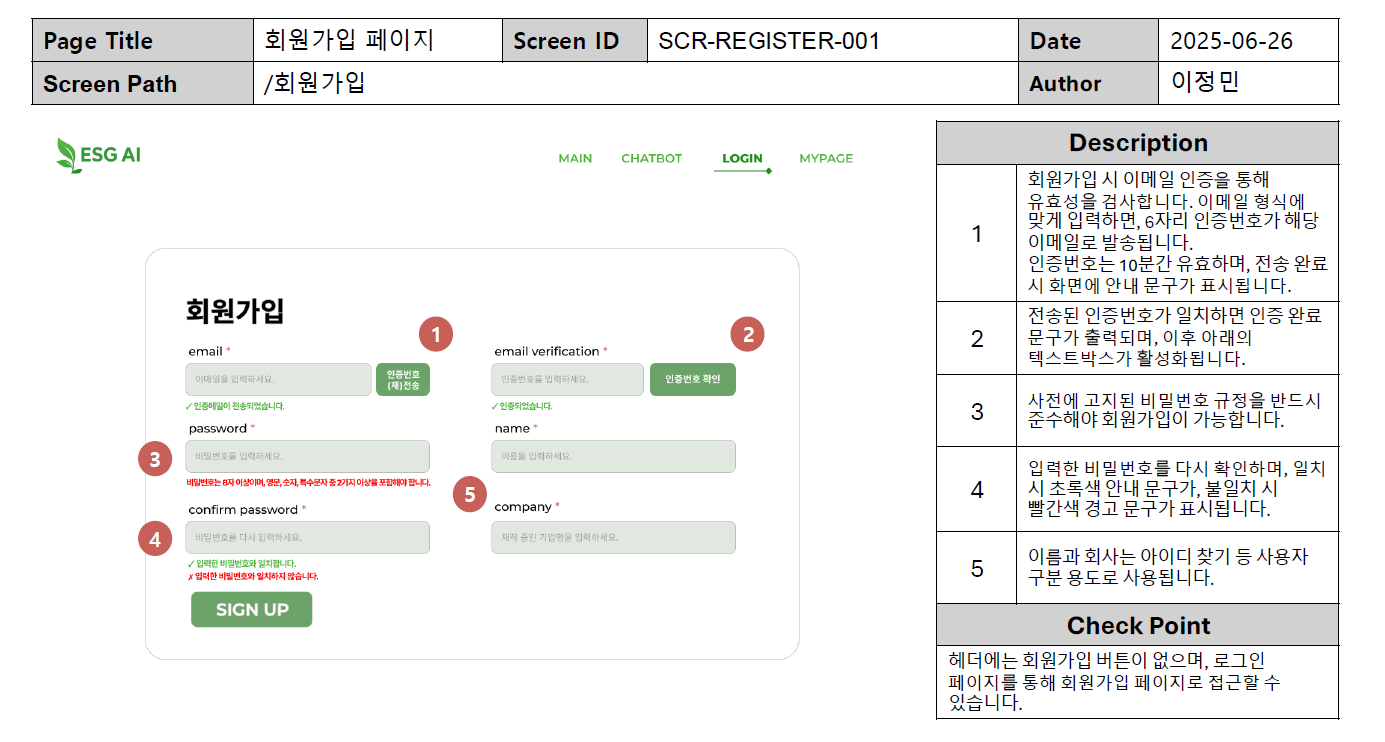 Page Title 회원가입 페이지 Screen ID SCR-REGISTER-001 Date 2025-06-26
Screen Path /회원가입 Author 이정민
ESG AI
MAIN CHATBOT LOGIN MYPAGE
회원가입
1
2
email *
email verification *
이메일을 입력하세요.
인증번호
(재)전송
인증번호를 입력하세요.
인증번호 확인
✓ 인증메일이 전송되었습니다.
✓ 인증되었습니다.
password *
name *
3
비밀번호를 입력하세요.
이름을 입력하세요.
비밀번호는 8자 이상이며, 영문, 숫자, 특수문자 중 2가지 이상을 포함해야 합니다.
5
confirm password *
company *
4
비밀번호를 다시 입력하세요.
재직 중인 기업명을 입력하세요.
✓ 입력한 비밀번호와 일치합니다.
✗ 입력한 비밀번호와 일치하지 않습니다.
SIGN UP
Description
1
회원가입 시 이메일 인증을 통해
유효성을 검사합니다. 이메일 형식에
맞게 입력하면, 6자리 인증번호가 해당
이메일로 발송됩니다.
인증번호는 10분간 유효하며, 전송 완료
시 화면에 안내 문구가 표시됩니다.
2
전송된 인증번호가 일치하면 인증 완료
문구가 출력되며, 이후 아래의
텍스트박스가 활성화됩니다.
3
사전에 고지된 비밀번호 규정을 반드시
준수해야 회원가입이 가능합니다.
4
입력한 비밀번호를 다시 확인하며, 일치
시 초록색 안내 문구가, 불일치 시
빨간색 경고 문구가 표시됩니다.
5
이름과 회사는 아이디 찾기 등 사용자
구분 용도로 사용됩니다.
Check Point
헤더에는 회원가입 버튼이 없으며, 로그인
페이지를 통해 회원가입 페이지로 접근할 수
있습니다.